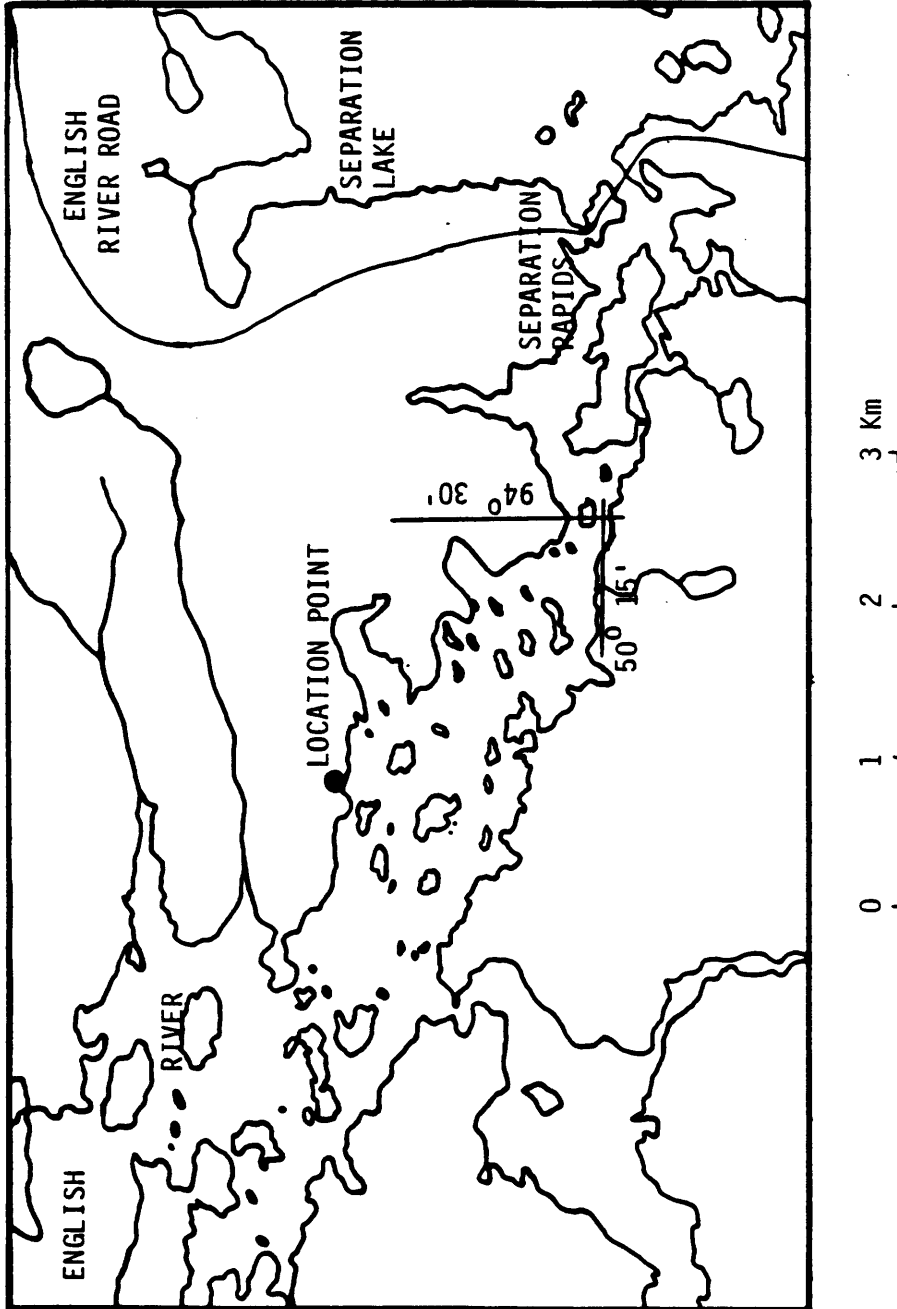 ENGLISH
RIVER ROAD
SEPARATION
LAKE
SEPARATION
RAPIDS
94° 30'
LOCATION POINT
50° 15'
RIVER
ENGLISH
0 1 2 3 Km